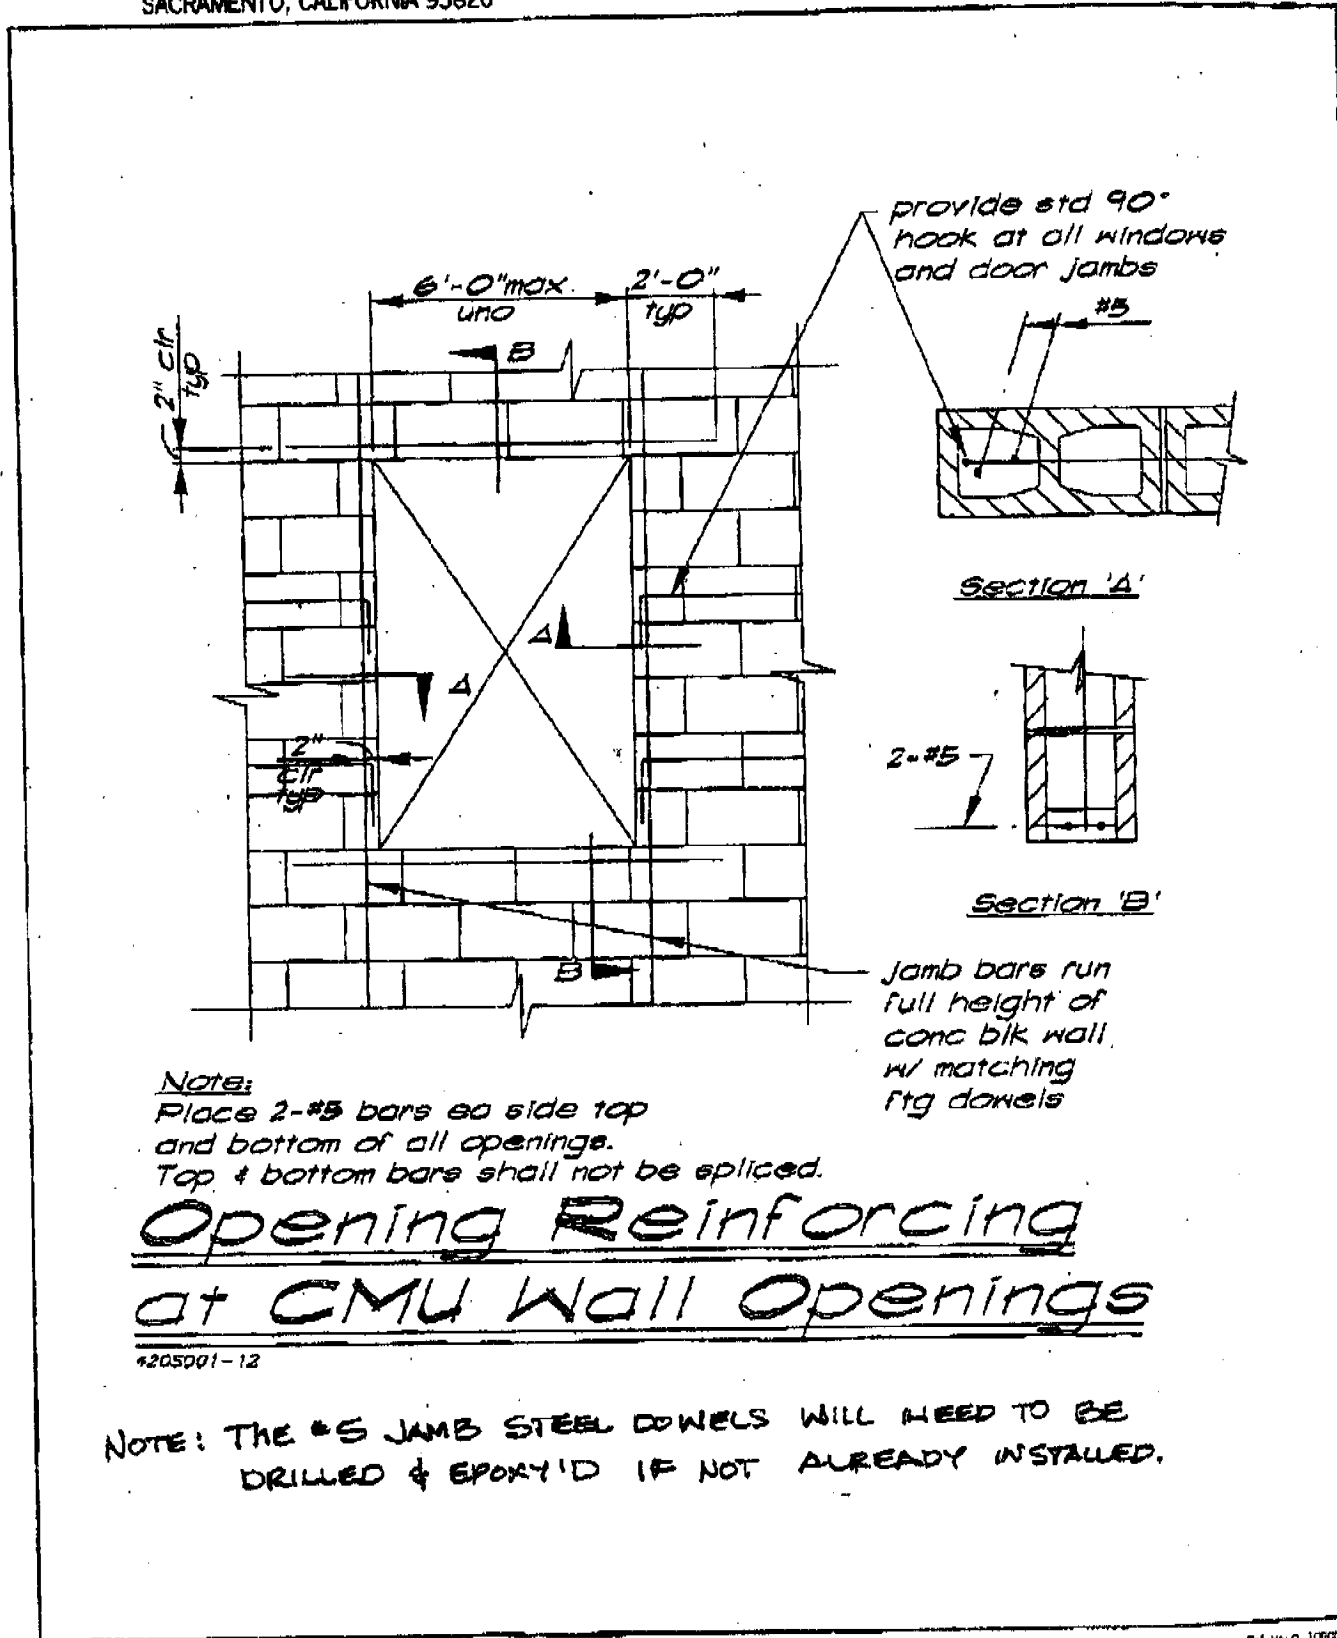 SACRAMENTO, CALIFORNIA 95820
provide std 90°
hook at all windows
and door jambs
6'-0" max
uno
2'-0"
typ
#5
B
2" clr
typ
Section 'A'
A
A
2"
clr
typ
2-#5
Section 'B'
B
jamb bars run
full height of
conc blk wall
w/ matching
ftg dowels
Note:
Place 2-#5 bars ea side top
and bottom of all openings.
Top & bottom bars shall not be spliced.
Opening Reinforcing
at CMU Wall Openings
205001-12
NOTE: THE #5 JAMB STEEL DOWELS WILL NEED TO BE
DRILLED & EPOXY'D IF NOT ALREADY INSTALLED.